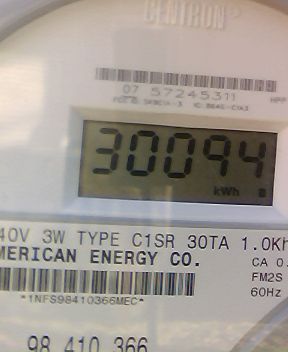 CENTRON®
07 57245311
30094
kWh
40V 3W TYPE C1SR 30TA 1.0Kh
MERICAN ENERGY CO.
CA 0.
FM2S
60Hz
*1NFS98410366MEC*
98 410 366